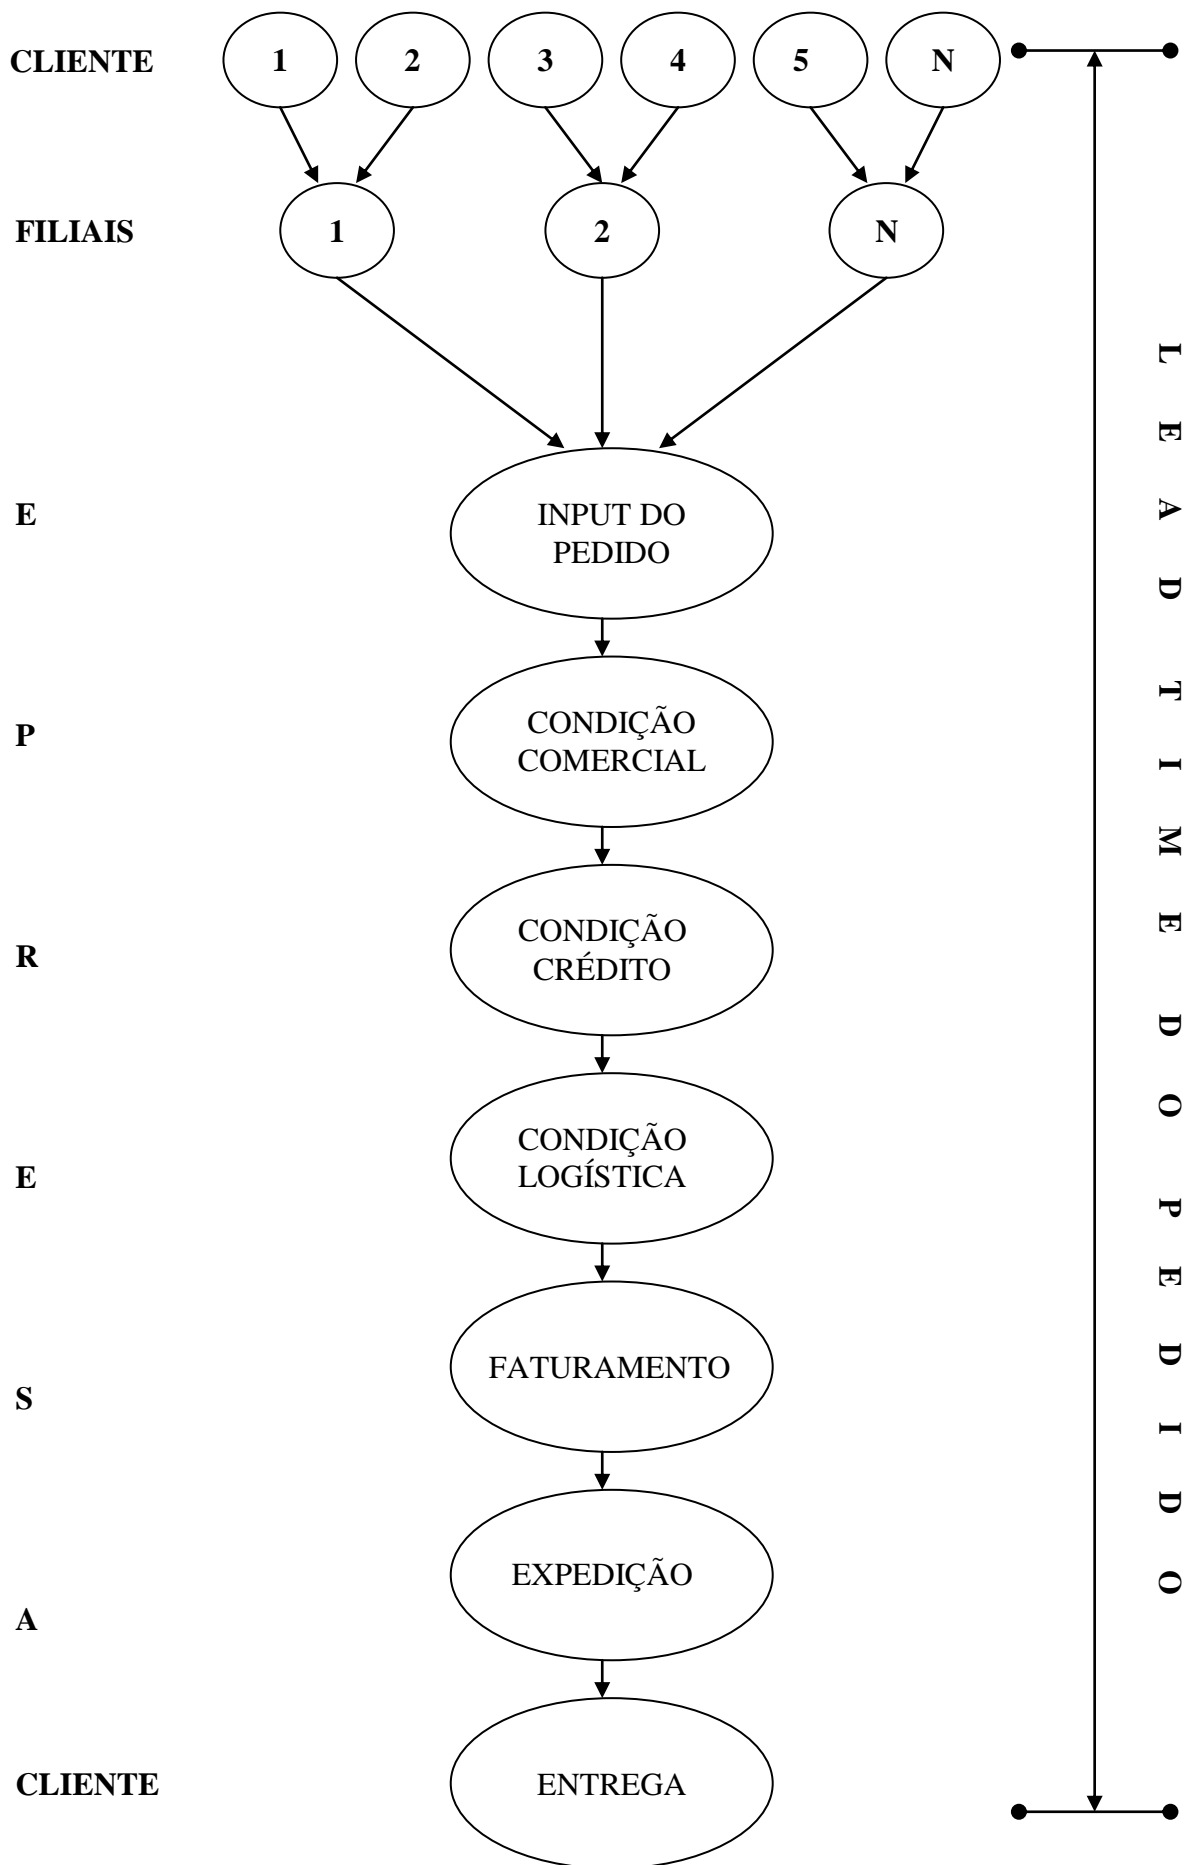 CLIENTE 1 2 3 4 5 N
FILIAIS 1 2 N
E
INPUT DO
PEDIDO
P
CONDIÇÃO
COMERCIAL
R
CONDIÇÃO
CRÉDITO
E
CONDIÇÃO
LOGÍSTICA
S
FATURAMENTO
A
EXPEDIÇÃO
CLIENTE
ENTREGA
LEAD TIME DO PEDIDO